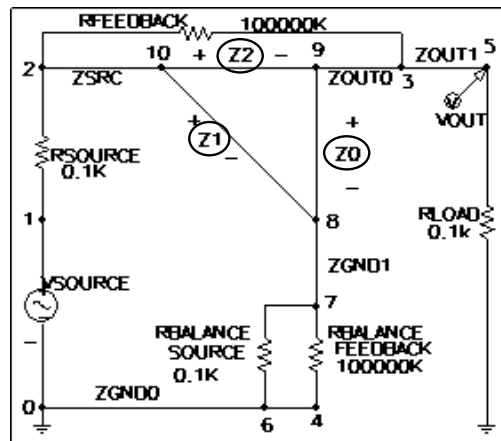 RFEEDBACK 100000K
10 + Z2 - 9 ZOUT1 5
2 ZSRC ZOUT0 3
VOUT
+ Z1 - + Z0 -
RSOURCE
0.1K
1 8
RLOAD
0.1k
ZGND1
VSOURCE
+
-
7
RBALANCE
SOURCE
0.1K
RBALANCE
FEEDBACK
100000K
ZGND0
0 6 4